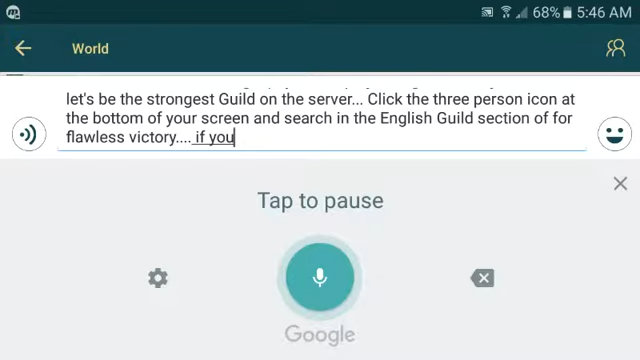 68% 5:46 AM
World
let's be the strongest Guild on the server... Click the three person icon at
the bottom of your screen and search in the English Guild section of for
flawless victory.... if you
Tap to pause
Google